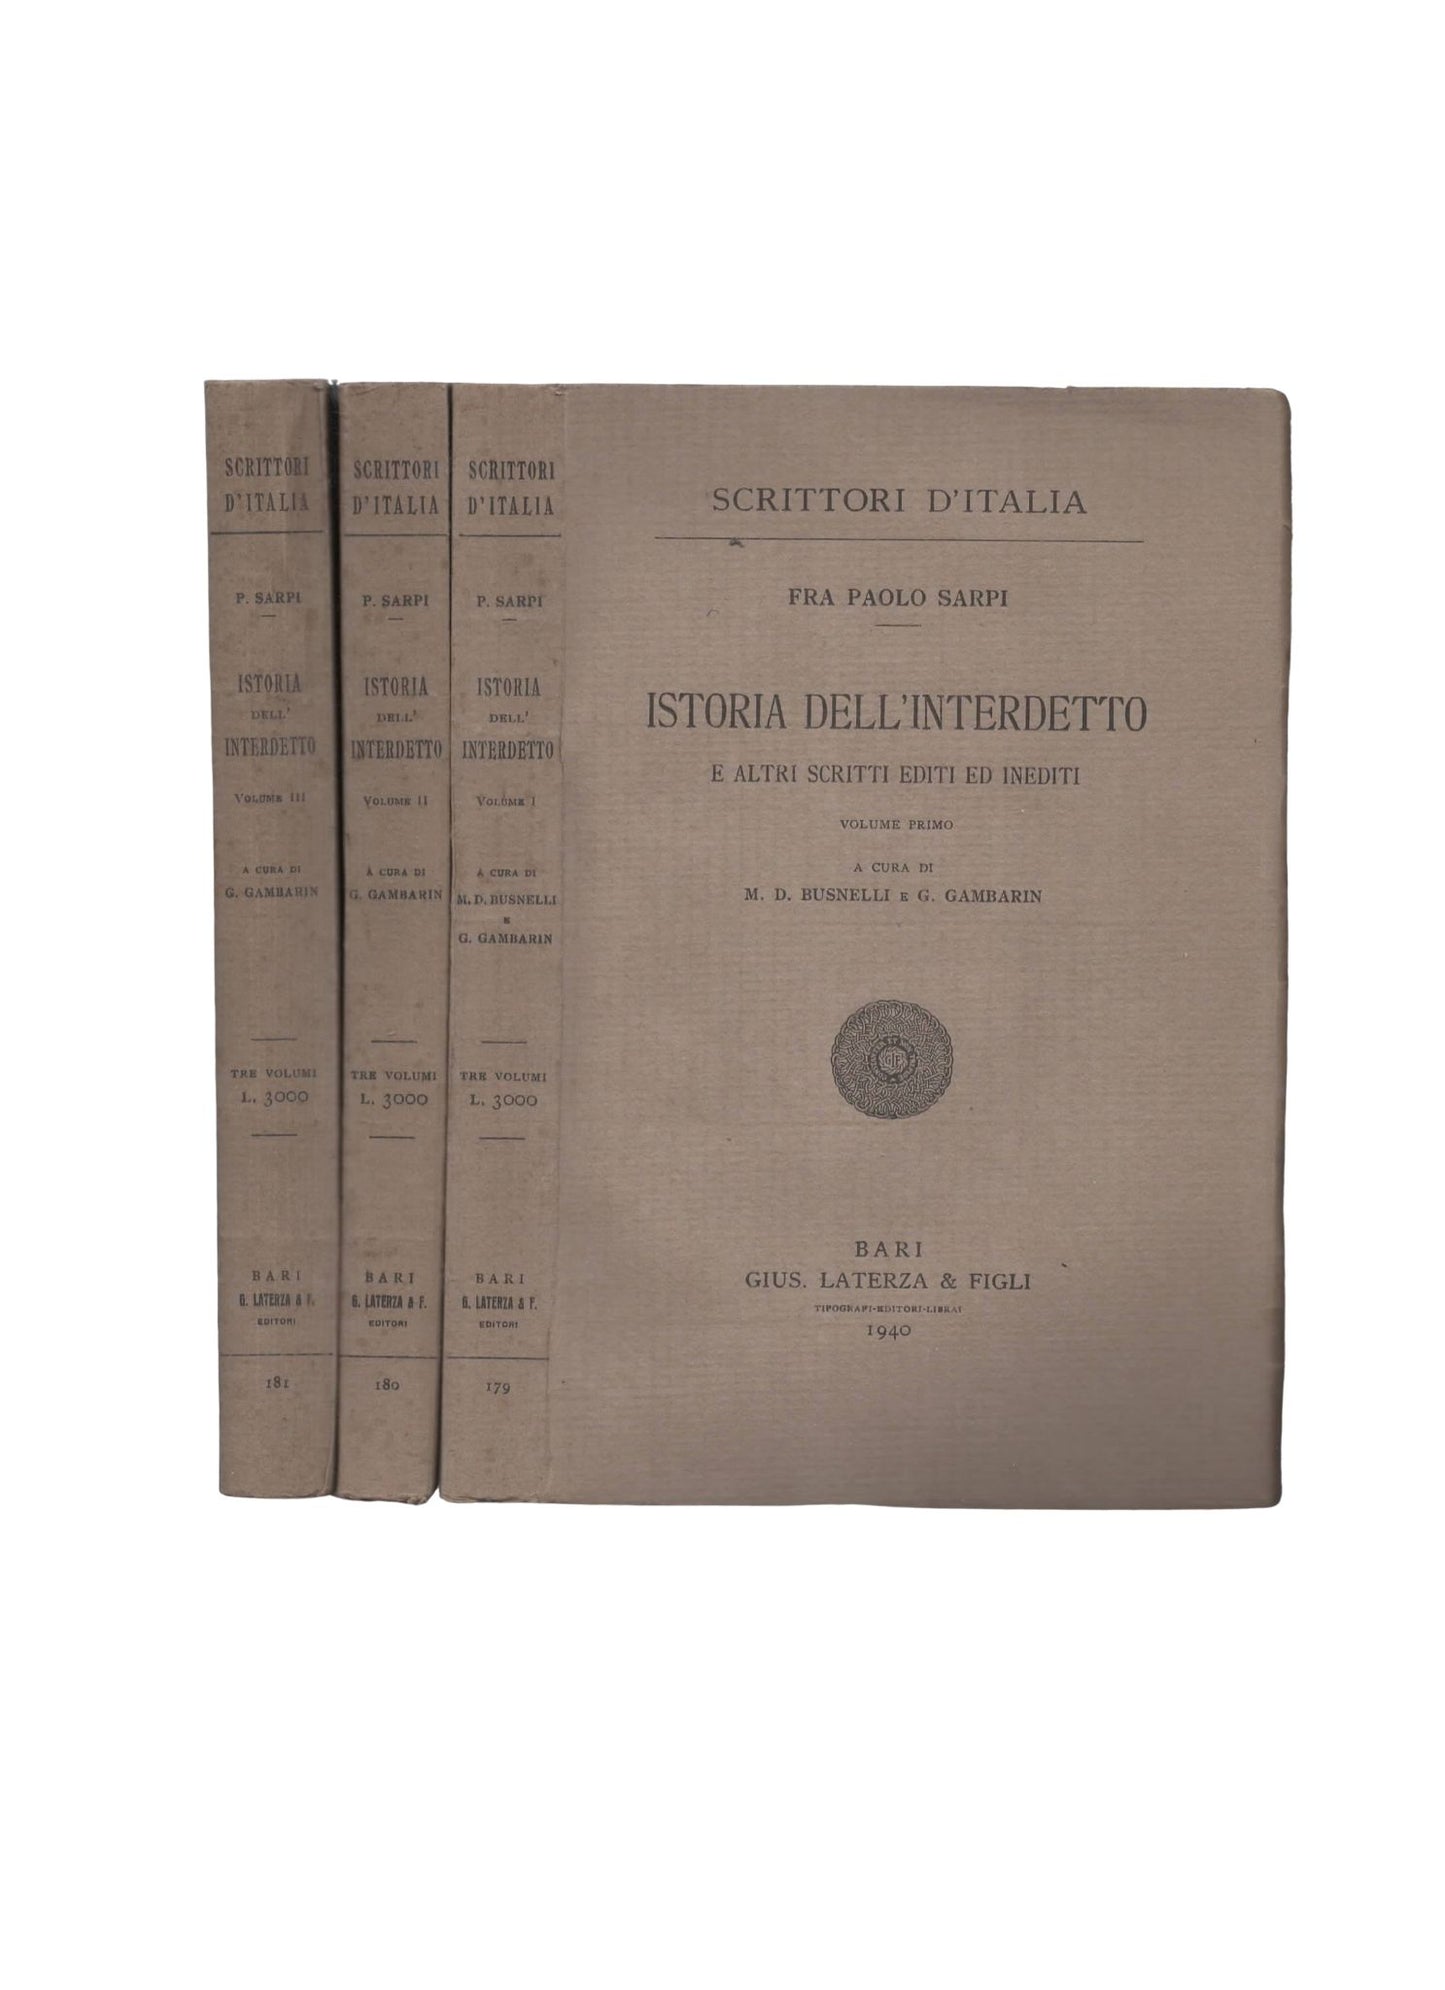 SCRITTORI
D'ITALIA
P. SARPI
ISTORIA
DELL'
INTERDETTO
VOLUME III
A CURA DI
G. GAMBARIN
TRE VOLUMI
L. 3000
BARI
G. LATERZA & F.
EDITORI
181
SCRITTORI
D'ITALIA
P. SARPI
ISTORIA
DELL'
INTERDETTO
VOLUME II
A CURA DI
G. GAMBARIN
TRE VOLUMI
L. 3000
BARI
G. LATERZA & F.
EDITORI
180
SCRITTORI
D'ITALIA
P. SARPI
ISTORIA
DELL'
INTERDETTO
VOLUME I
A CURA DI
M. D. BUSNELLI
E
G. GAMBARIN
TRE VOLUMI
L. 3000
BARI
G. LATERZA & F.
EDITORI
179
SCRITTORI D'ITALIA
FRA PAOLO SARPI
ISTORIA DELL'INTERDETTO
E ALTRI SCRITTI EDITI ED INEDITI
VOLUME PRIMO
A CURA DI
M. D. BUSNELLI E G. GAMBARIN
BARI
GIUS. LATERZA & FIGLI
TIPOGRAFI-EDITORI-LIBRAI
1940